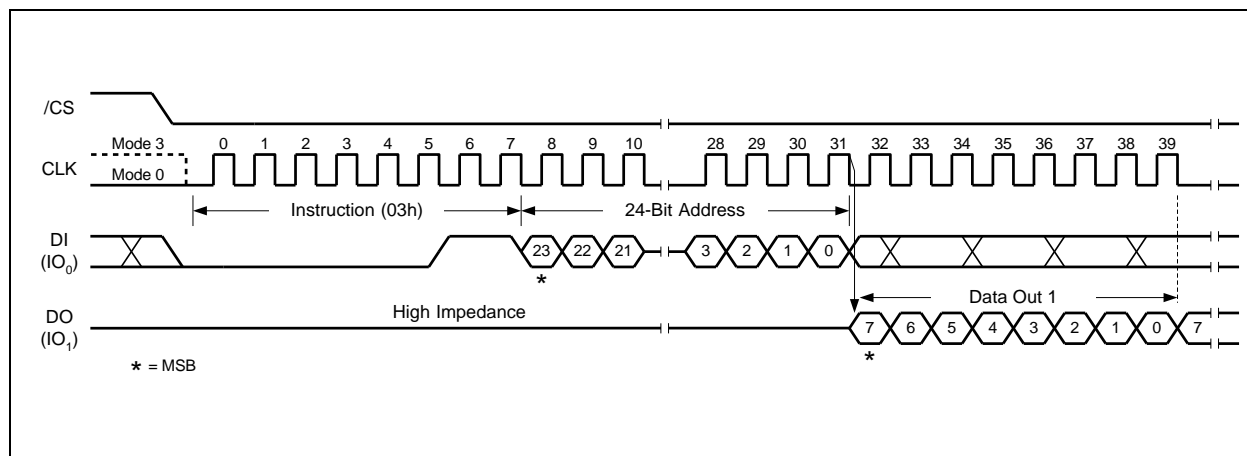 /CS
Mode 3
0 1 2 3 4 5 6 7 8 9 10 28 29 30 31 32 33 34 35 36 37 38 39
CLK
Mode 0
Instruction (03h) 24-Bit Address
DI
(IO0)
23 22 21 3 2 1 0
*
Data Out 1
High Impedance
DO
(IO1)
7 6 5 4 3 2 1 0 7
*
* = MSB